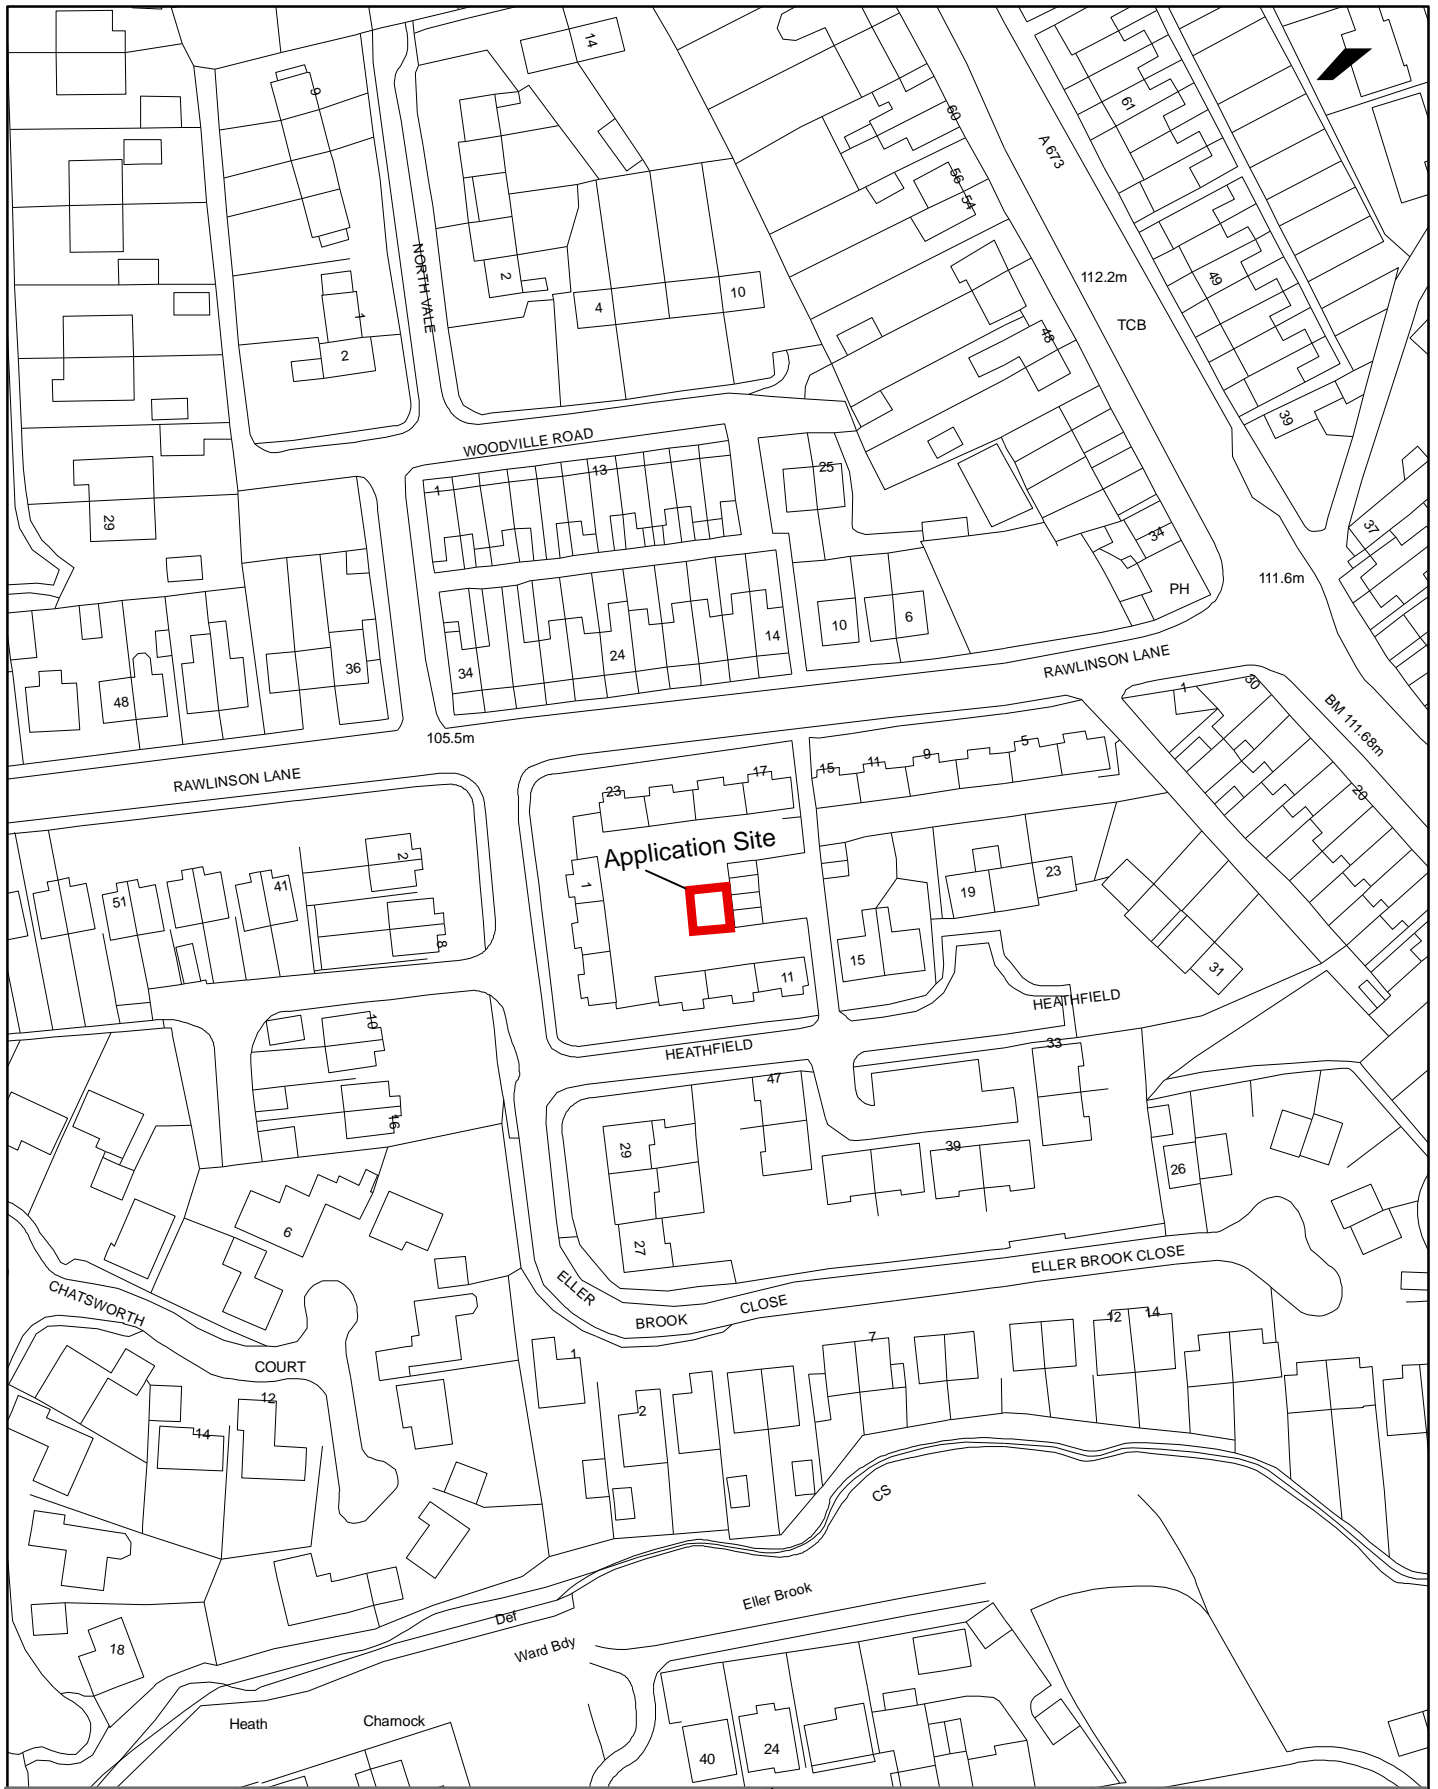 14
9
60
61
A 673
56
54
NORTH VALE
2
112.2m
49
4
10
1
TCB
48
2
39
WOODVILLE ROAD
13
25
1
29
37
34
111.6m
PH
10
6
14
24
36
34
48
RAWLINSON LANE
1
30
BM 111.68m
105.5m
5
9
11
15
17
RAWLINSON LANE
23
20
Application Site
2
1
41
51
19
23
8
15
31
11
HEATHFIELD
10
HEATHFIELD
33
47
16
29
39
26
6
27
ELLER BROOK CLOSE
ELLER
CHATSWORTH
BROOK
CLOSE
12
14
7
COURT
1
12
2
14
CS
Eller Brook
Def
Ward Bdy
18
Heath
Charnock
40
24